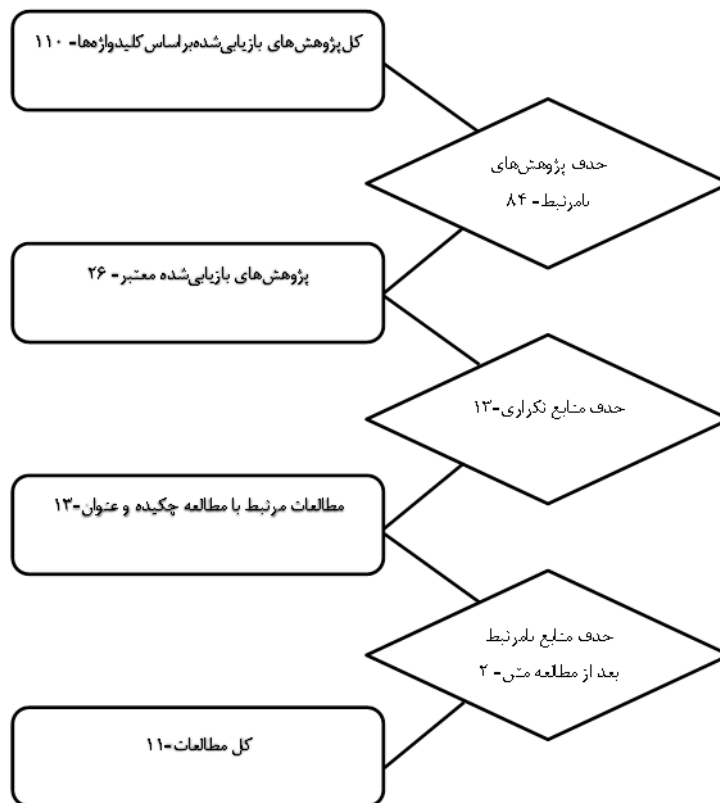 کل پژوهش‌های بازیابی‌شده براساس کلیدواژه‌ها- ۱۱۰
حذف پژوهش‌های
نامرتبط- ۸۴
پژوهش‌های بازیابی‌شده معتبر- ۲۶
حذف منابع تکراری-۱۳
مطالعات مرتبط با مطالعه چکیده و عنوان-۱۳
حذف منابع نامرتبط
بعد از مطالعه متن- ۲
کل مطالعات-۱۱